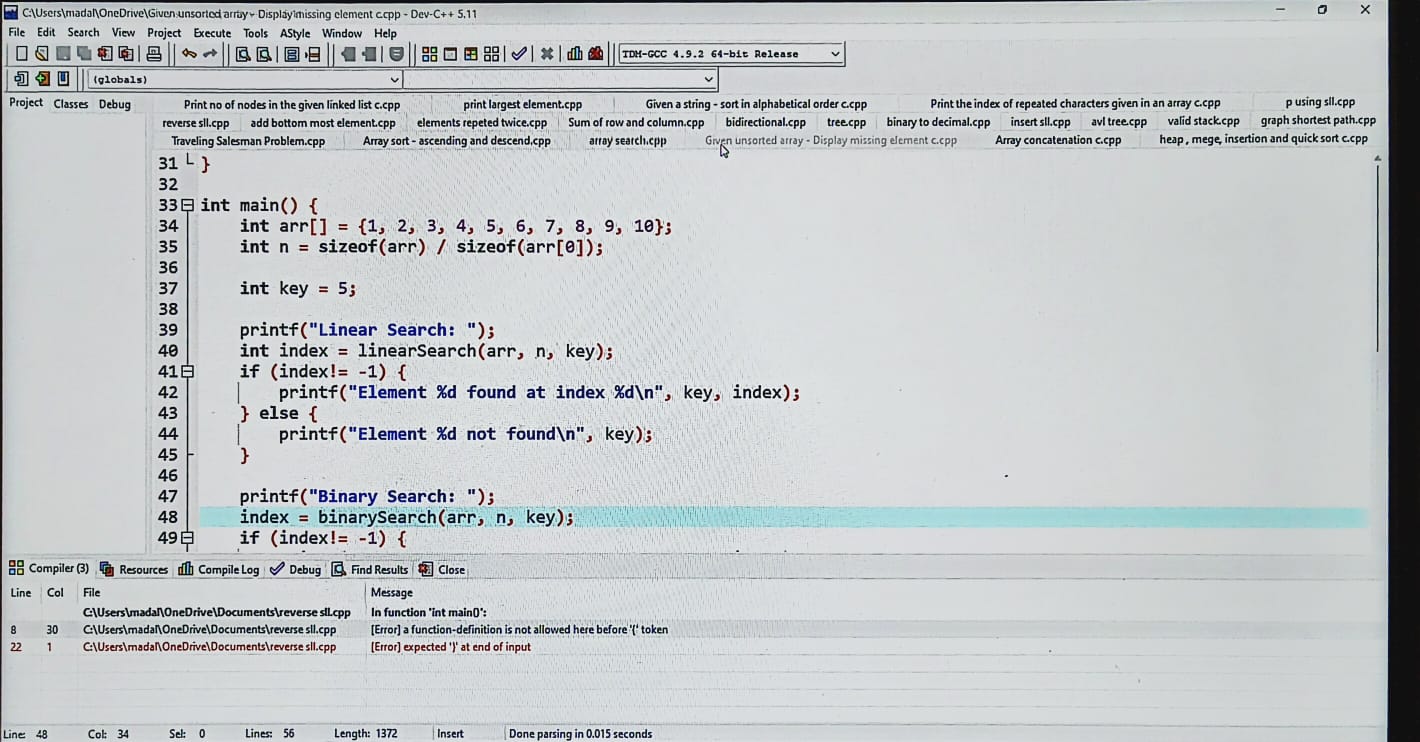 C:\Users\madal\OneDrive\Given unsorted array - Display missing element c.cpp - Dev-C++ 5.11
File Edit Search View Project Execute Tools AStyle Window Help
TDM-GCC 4.9.2 64-bit Release
(globals)
Project Classes Debug
Print no of nodes in the given linked list c.cpp print largest element.cpp Given a string - sort in alphabetical order c.cpp Print the index of repeated characters given in an array c.cpp p using sll.cpp
reverse sll.cpp add bottom most element.cpp elements repeted twice.cpp Sum of row and column.cpp bidirectional.cpp tree.cpp binary to decimal.cpp insert sll.cpp avl tree.cpp valid stack.cpp graph shortest path.cpp
Traveling Salesman Problem.cpp Array sort - ascending and descend.cpp array search.cpp Given unsorted array - Display missing element c.cpp Array concatenation c.cpp heap , mege, insertion and quick sort c.cpp
31 }
32
33 int main() {
34 int arr[] = {1, 2, 3, 4, 5, 6, 7, 8, 9, 10};
35 int n = sizeof(arr) / sizeof(arr[0]);
36
37 int key = 5;
38
39 printf("Linear Search: ");
40 int index = linearSearch(arr, n, key);
41 if (index!= -1) {
42 printf("Element %d found at index %d\n", key, index);
43 } else {
44 printf("Element %d not found\n", key);
45 }
46
47 printf("Binary Search: ");
48 index = binarySearch(arr, n, key);
49 if (index!= -1) {
Compiler (3) Resources Compile Log Debug Find Results Close
Line Col File Message
C:\Users\madal\OneDrive\Documents\reverse sll.cpp In function 'int main()':
8 30 C:\Users\madal\OneDrive\Documents\reverse sll.cpp [Error] a function-definition is not allowed here before '{' token
22 1 C:\Users\madal\OneDrive\Documents\reverse sll.cpp [Error] expected '}' at end of input
Line: 48 Col: 34 Sel: 0 Lines: 56 Length: 1372 Insert Done parsing in 0.015 seconds